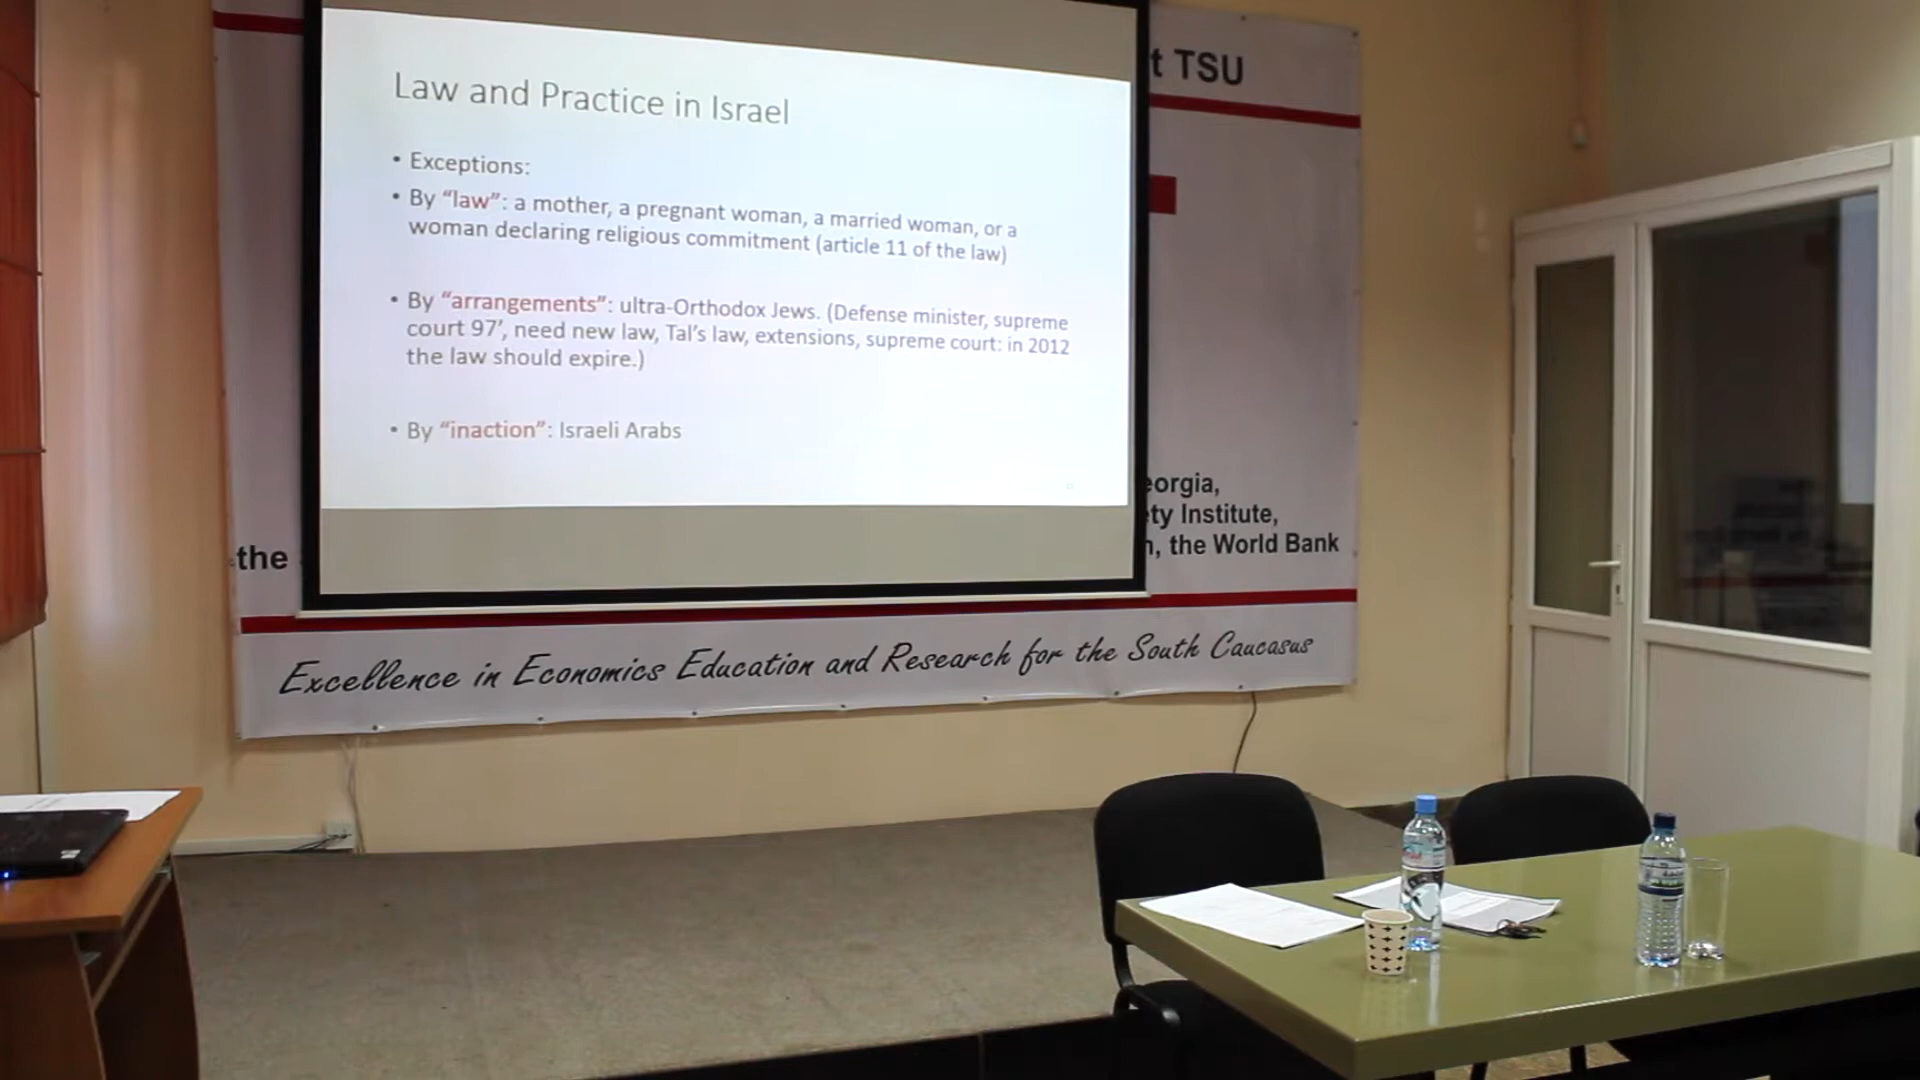 t TSU
Law and Practice in Israel
• Exceptions:
• By “law”: a mother, a pregnant woman, a married woman, or a
woman declaring religious commitment (article 11 of the law)
• By “arrangements”: ultra-Orthodox Jews. (Defense minister, supreme
court 97’, need new law, Tal’s law, extensions, supreme court: in 2012
the law should expire.)
• By “inaction”: Israeli Arabs
eorgia,
ty Institute,
the
, the World Bank
Excellence in Economics Education and Research for the South Caucasus